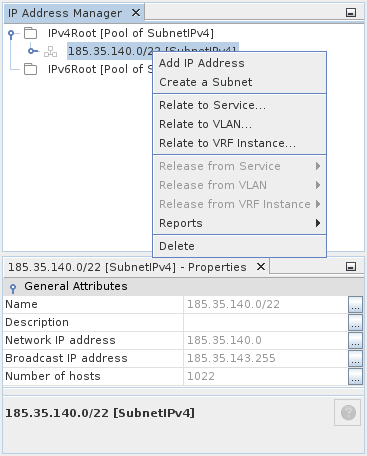 IP Address Manager
IPv4Root [Pool of SubnetIPv4]
185.35.140.0/22 [SubnetIPv4]
IPv6Root [Pool of S
Add IP Address
Create a Subnet
Relate to Service...
Relate to VLAN...
Relate to VRF Instance...
Release from Service
Release from VLAN
Release from VRF Instance
Reports
Delete
185.35.140.0/22 [SubnetIPv4] - Properties
General Attributes
Name 185.35.140.0/22 ...
Description ...
Network IP address 185.35.140.0 ...
Broadcast IP address 185.35.143.255 ...
Number of hosts 1022 ...
185.35.140.0/22 [SubnetIPv4]
?